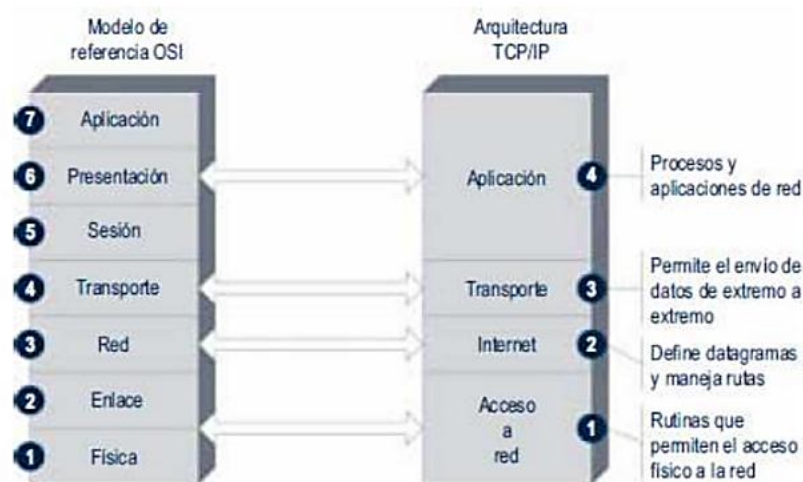 Modelo de
referencia OSI
7 Aplicación
6 Presentación
5 Sesión
4 Transporte
3 Red
2 Enlace
1 Física
Arquitectura
TCP/IP
Aplicación 4
Transporte 3
Internet 2
Acceso
a
red
1
Procesos y
aplicaciones de red
Permite el envío de
datos de extremo a
extremo
Define datagramas
y maneja rutas
Rutinas que
permiten el acceso
físico a la red